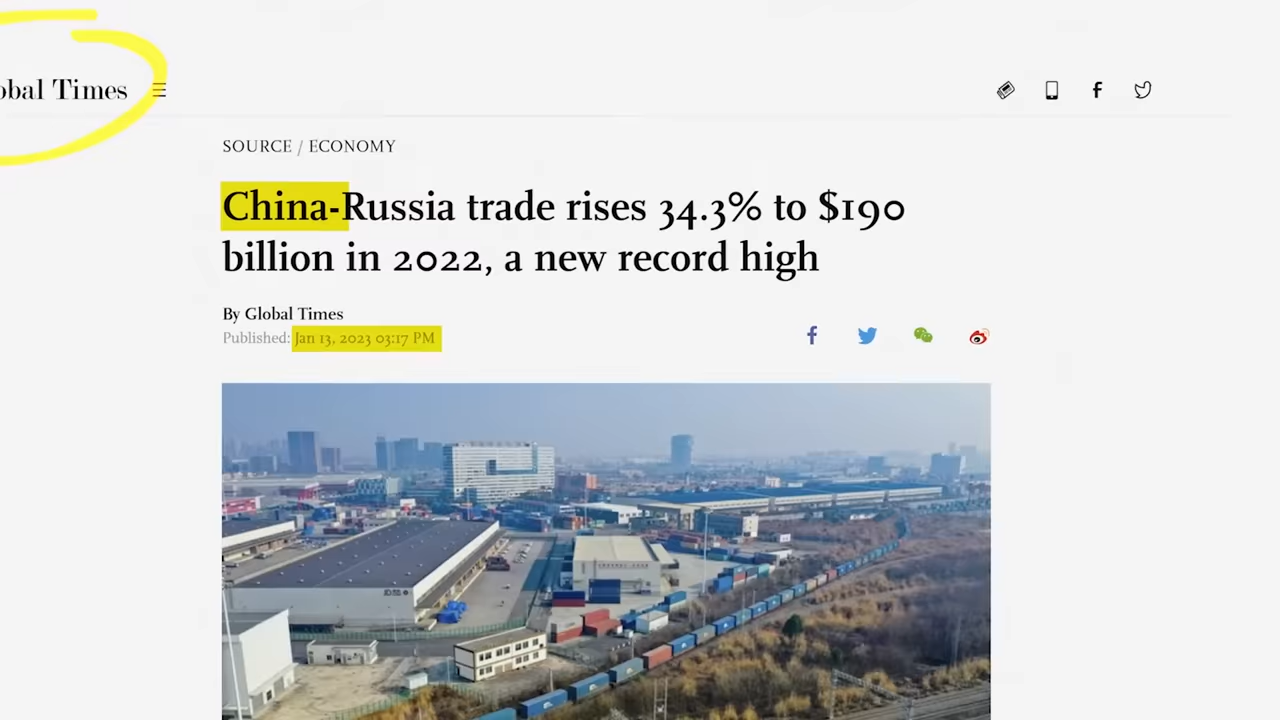 obal Times
SOURCE / ECONOMY
China-Russia trade rises 34.3% to $190
billion in 2022, a new record high
By Global Times
Published: Jan 13, 2023 03:17 PM